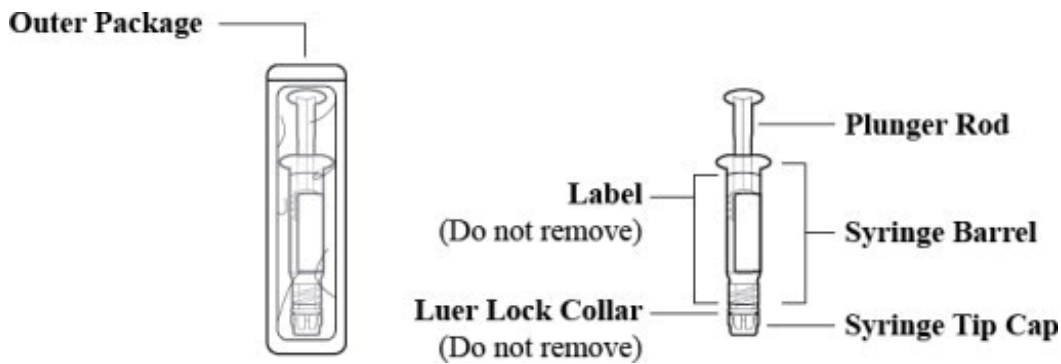 Outer Package
Plunger Rod
Label
(Do not remove)
Syringe Barrel
Luer Lock Collar
(Do not remove)
Syringe Tip Cap